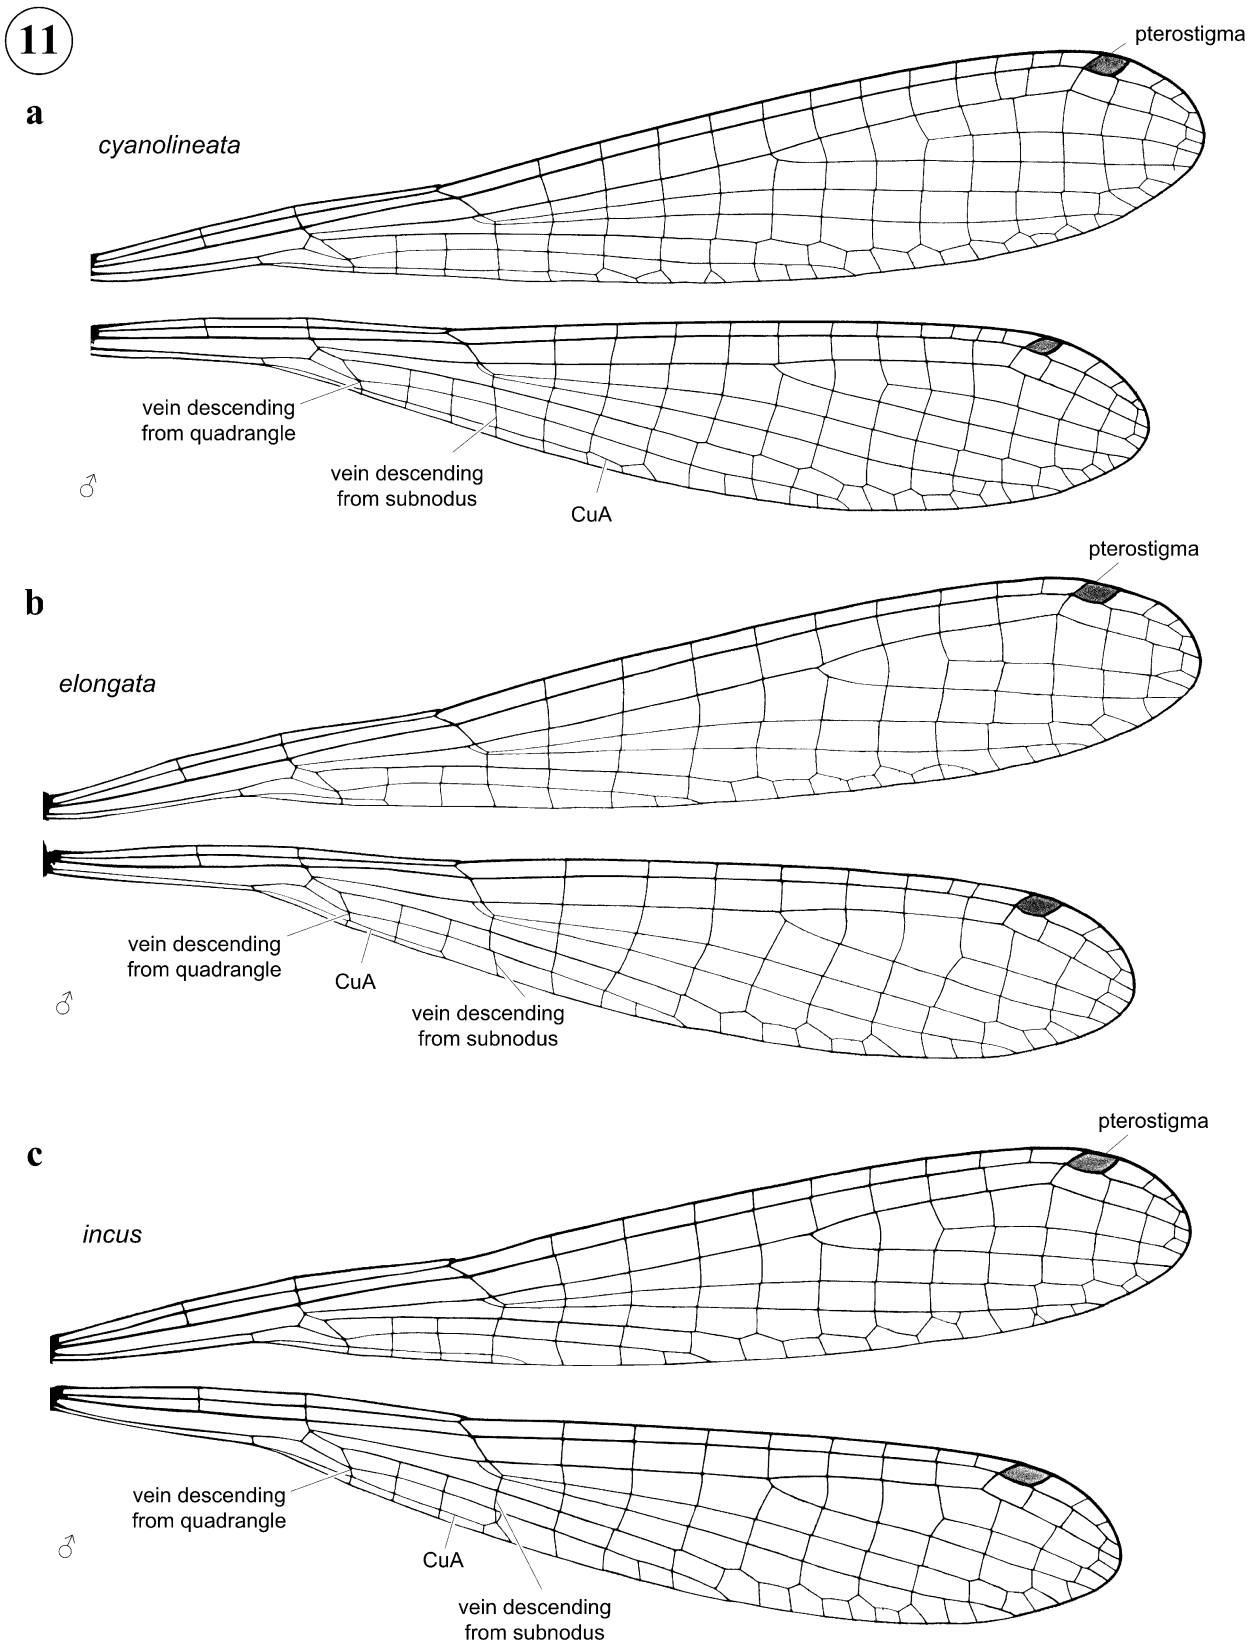 11
pterostigma
a
cyanolineata
vein descending
from quadrangle
vein descending
from subnodus
♂
CuA
pterostigma
b
elongata
vein descending
from quadrangle
CuA
♂
vein descending
from subnodus
pterostigma
c
incus
vein descending
from quadrangle
♂
CuA
vein descending
from subnodus